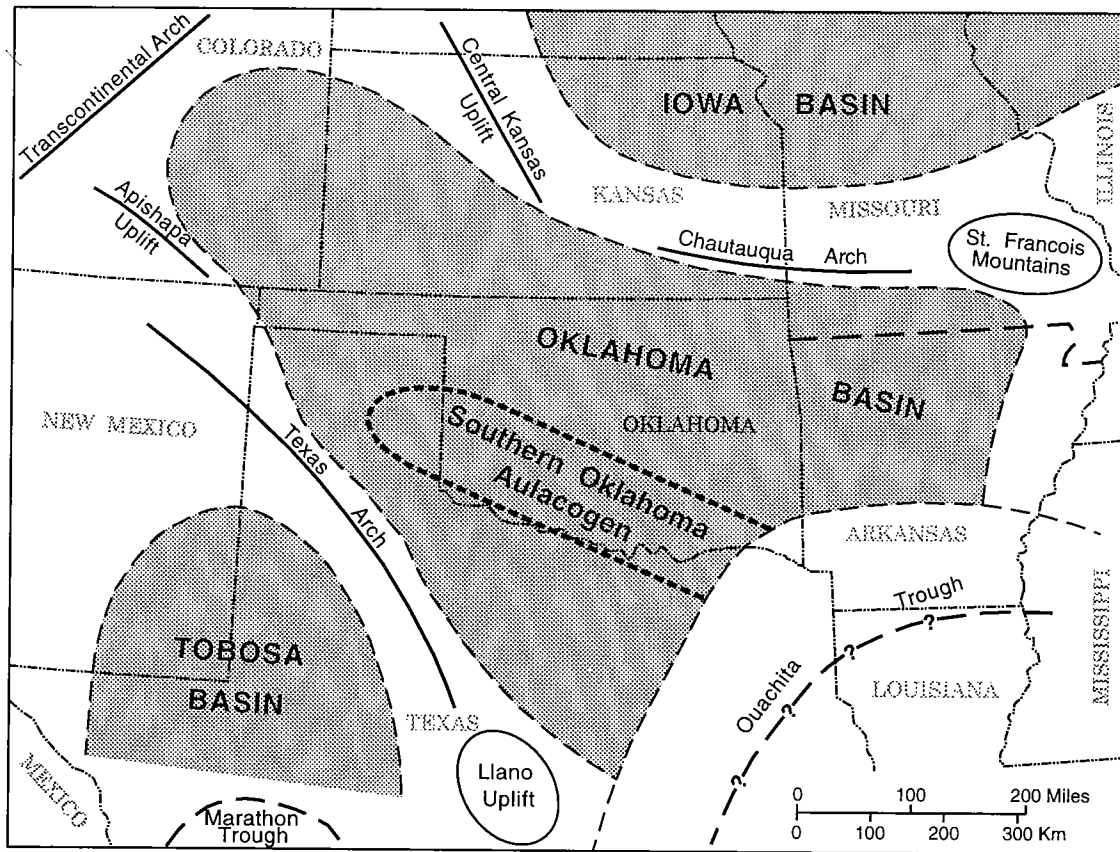 Transcontinental Arch
COLORADO
Central Kansas
Uplift
IOWA BASIN
ILLINOIS
Apishapa
Uplift
KANSAS
MISSOURI
St. Francois
Mountains
Chautauqua Arch
OKLAHOMA
BASIN
NEW MEXICO
Texas
Arch
Southern Oklahoma
Aulacogen
OKLAHOMA
ARKANSAS
MISSISSIPPI
TOBOSA
BASIN
Ouachita
Trough
? ? ? ?
LOUISIANA
TEXAS
MEXICO
Llano
Uplift
Marathon
Trough
0 100 200 Miles
0 100 200 300 Km